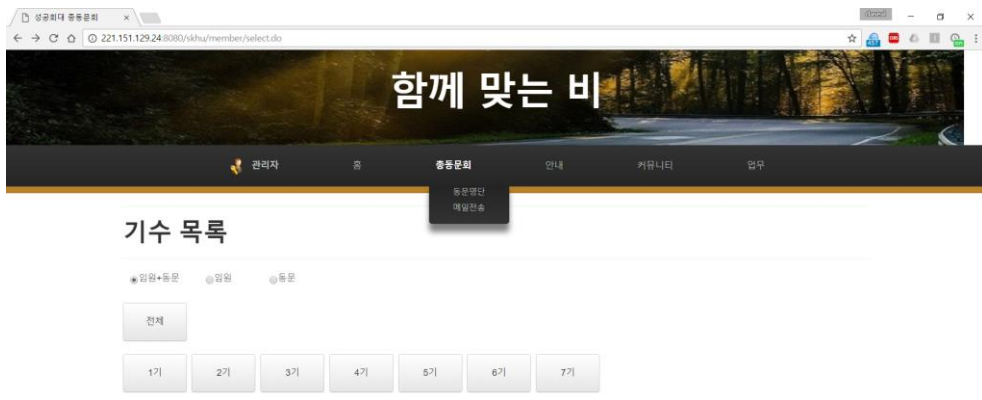 성공회대 총동문회
221.151.129.24:8080/skhu/member/select.do
함께 맞는 비
관리자 홈 총동문회 안내 커뮤니티 업무
동문명단
메일전송
기수 목록
임원+동문 임원 동문
전체
1기 2기 3기 4기 5기 6기 7기